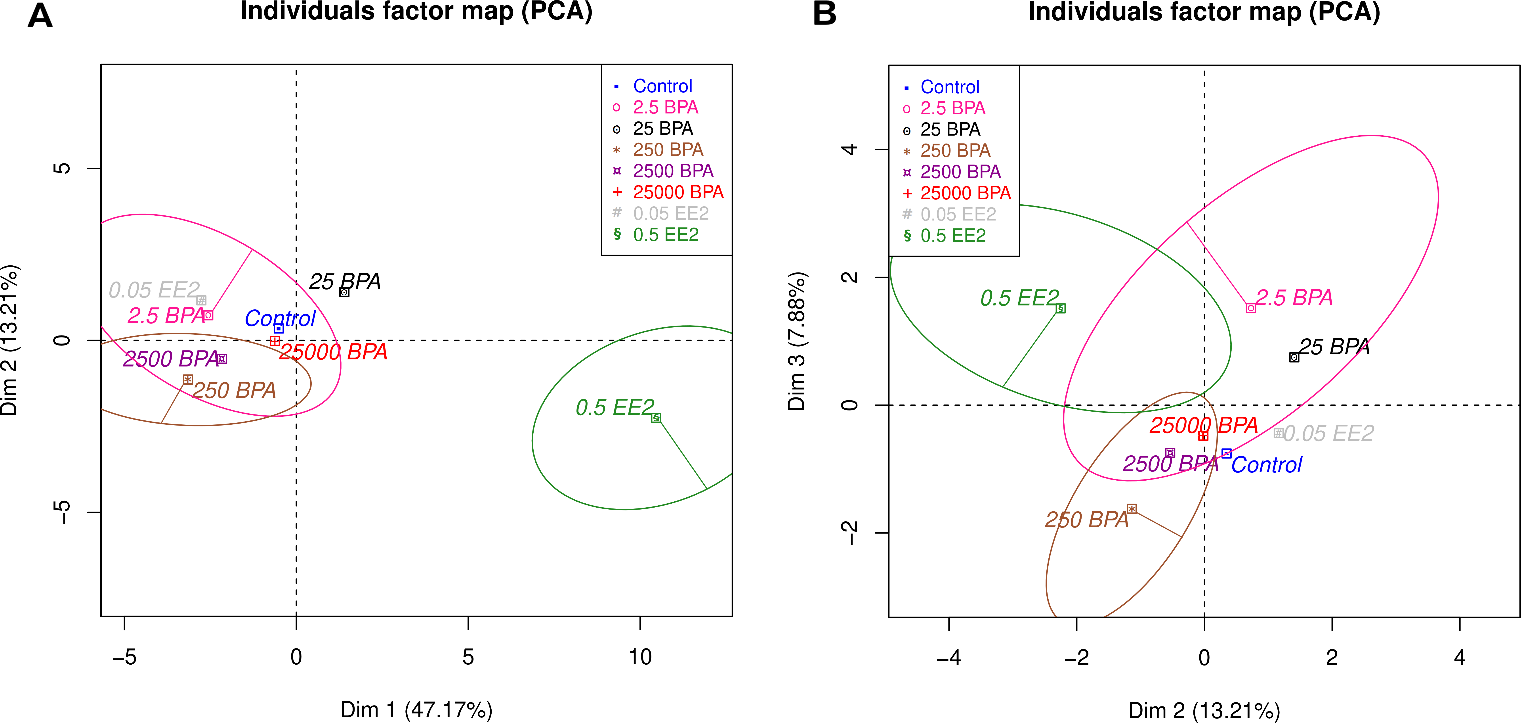 A
Individuals factor map (PCA)
Control
2.5 BPA
25 BPA
250 BPA
2500 BPA
25000 BPA
# 0.05 EE2
§ 0.5 EE2
0.05 EE2
2.5 BPA
25 BPA
Control
25000 BPA
2500 BPA
250 BPA
0.5 EE2
5
0
−5
Dim 2 (13.21%)
−5
0
5
10
Dim 1 (47.17%)
B
Individuals factor map (PCA)
Control
2.5 BPA
25 BPA
250 BPA
2500 BPA
25000 BPA
# 0.05 EE2
§ 0.5 EE2
0.5 EE2
2.5 BPA
25 BPA
25000 BPA
0.05 EE2
2500 BPA
Control
250 BPA
4
2
0
−2
Dim 3 (7.88%)
−4
−2
0
2
4
Dim 2 (13.21%)